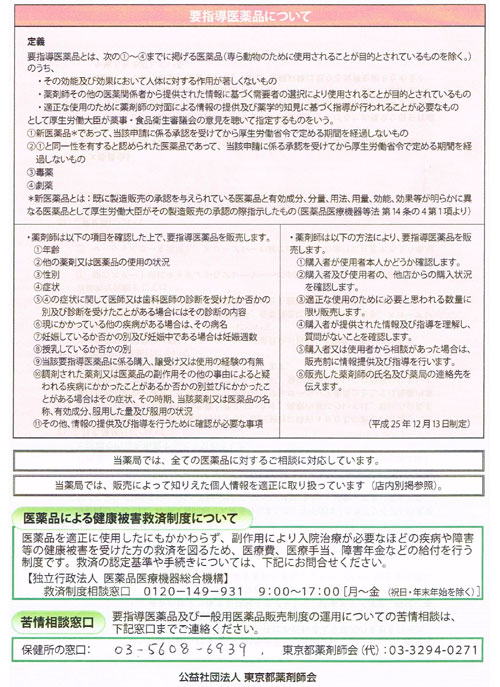 要指導医薬品について
定義
要指導医薬品とは、次の①～④までに掲げる医薬品（専ら動物のために使用されることが目的とされているものを除く。）
のうち、
・その効能及び効果において人体に対する作用が著しくないもの
・薬剤師その他の医薬関係者から提供された情報に基づく需要者の選択により使用されることが目的とされているもの
・適正な使用のために薬剤師の対面による情報の提供及び薬学的知見に基づく指導が行われることが必要なもの
として厚生労働大臣が薬事・食品衛生審議会の意見を聴いて指定するものをいう。
①新医薬品＊であって、当該申請に係る承認を受けてから厚生労働省令で定める期間を経過しないもの
②①と同一性を有すると認められた医薬品であって、当該申請に係る承認を受けてから厚生労働省令で定める期間を経
過しないもの
③毒薬
④劇薬
＊新医薬品とは：既に製造販売の承認を与えられている医薬品と有効成分、分量、用法、用量、効能、効果等が明らかに異
なる医薬品として厚生労働大臣がその製造販売の承認の際指示したもの（医薬品医療機器等法 第14条の4第1項より）
・薬剤師は以下の項目を確認した上で、要指導医薬品を販売します。
①年齢
②他の薬剤又は医薬品の使用の状況
③性別
④症状
⑤④の症状に関して医師又は歯科医師の診断を受けたか否かの
別及び診断を受けたことがある場合にはその診断の内容
⑥現にかかっている他の疾病がある場合は、その病名
⑦妊娠しているか否かの別及び妊娠中である場合は妊娠週数
⑧授乳しているか否かの別
⑨当該要指導医薬品に係る購入、譲受け又は使用の経験の有無
⑩調剤された薬剤又は医薬品の副作用その他の事由によると疑
われる疾病にかかったことがあるか否かの別並びにかかったこ
とがある場合はその症状、その時期、当該薬剤又は医薬品の名
称、有効成分、服用した量及び服用の状況
⑪その他、情報の提供及び指導を行うために確認が必要な事項
・薬剤師は以下の方法により、要指導医薬品を販
売します。
①購入者が使用者本人かどうか確認します。
②購入者及び使用者の、他店からの購入状況
を確認します。
③適正な使用のために必要と思われる数量に
限り販売します。
④購入者が提供された情報及び指導を理解し、
質問がないことを確認します。
⑤購入者又は使用者から相談があった場合は、
販売前に情報提供及び指導を行います。
⑥販売した薬剤師の氏名及び薬局の連絡先を
伝えます。
（平成25年12月13日制定）
当薬局では、全ての医薬品に対するご相談に対応しています。
当薬局では、販売によって知りえた個人情報を適正に取り扱っています（店内別掲参照）。
医薬品による健康被害救済制度について
医薬品を適正に使用したにもかかわらず、副作用により入院治療が必要なほどの疾病や障害
等の健康被害を受けた方の救済を図るため、医療費、医療手当、障害年金などの給付を行う
制度です。救済の認定基準や手続きについては、下記にお問合せください。
【独立行政法人 医薬品医療機器総合機構】
救済制度相談窓口 0120－149－931 9:00～17:00［月～金（祝日・年末年始を除く）］
苦情相談窓口
要指導医薬品及び一般用医薬品販売制度の運用についての苦情相談は、
下記窓口までご連絡ください。
保健所の窓口： 03-5608-6939 、 東京都薬剤師会（代）：03-3294-0271
公益社団法人 東京都薬剤師会